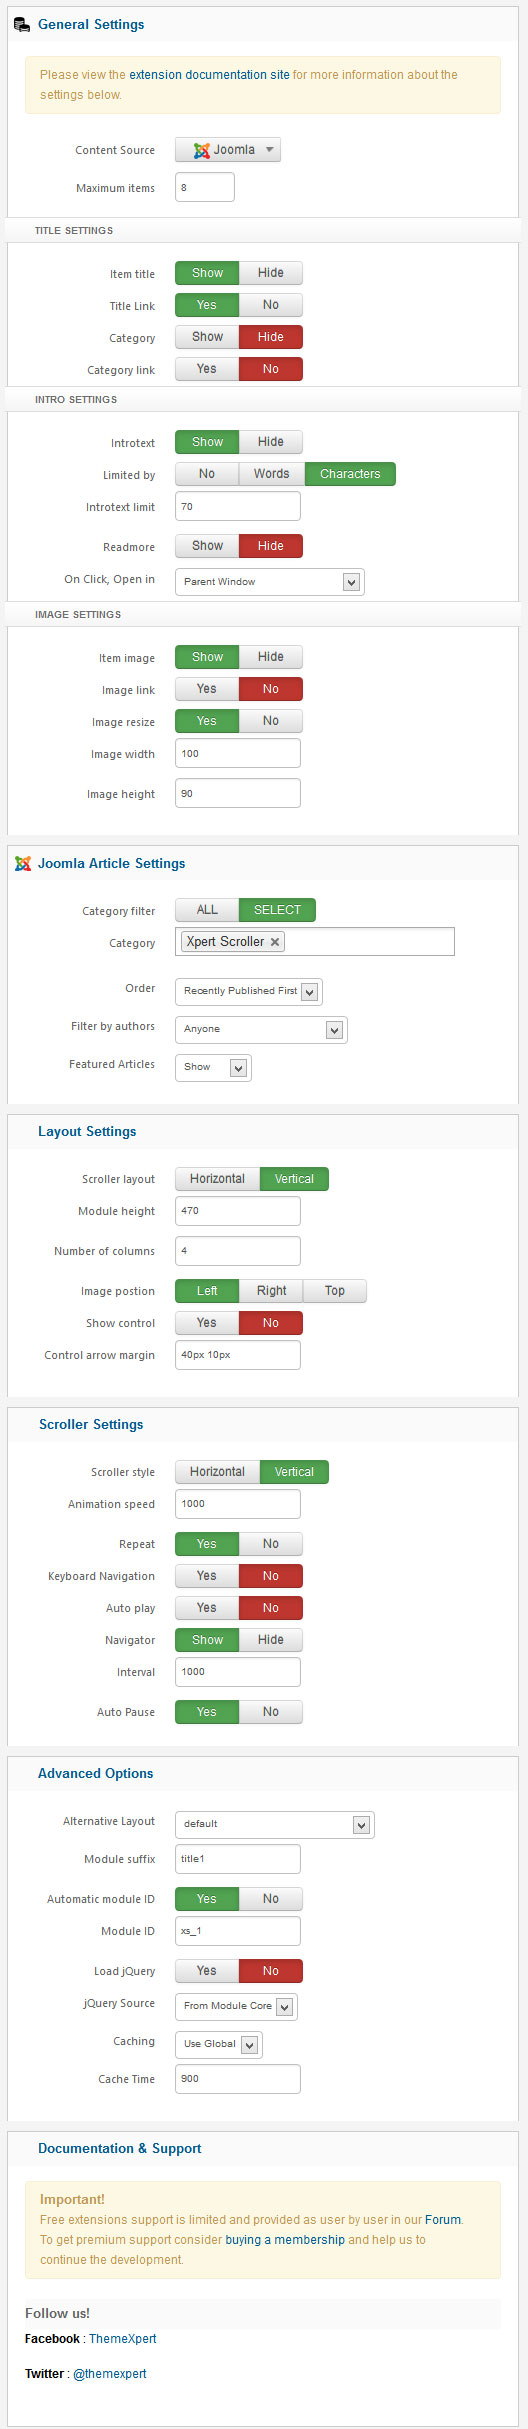 General Settings
Please view the extension documentation site for more information about the
settings below.
Content Source Joomla
Maximum items 8
TITLE SETTINGS
Item title Show Hide
Title Link Yes No
Category Show Hide
Category link Yes No
INTRO SETTINGS
Introtext Show Hide
Limited by No Words Characters
Introtext limit 70
Readmore Show Hide
On Click, Open in Parent Window
IMAGE SETTINGS
Item image Show Hide
Image link Yes No
Image resize Yes No
Image width 100
Image height 90
Joomla Article Settings
Category filter ALL SELECT
Category Xpert Scroller ×
Order Recently Published First
Filter by authors Anyone
Featured Articles Show
Layout Settings
Scroller layout Horizontal Vertical
Module height 470
Number of columns 4
Image postion Left Right Top
Show control Yes No
Control arrow margin 40px 10px
Scroller Settings
Scroller style Horizontal Vertical
Animation speed 1000
Repeat Yes No
Keyboard Navigation Yes No
Auto play Yes No
Navigator Show Hide
Interval 1000
Auto Pause Yes No
Advanced Options
Alternative Layout default
Module suffix title1
Automatic module ID Yes No
Module ID xs_1
Load jQuery Yes No
jQuery Source From Module Core
Caching Use Global
Cache Time 900
Documentation & Support
Important!
Free extensions support is limited and provided as user by user in our Forum.
To get premium support consider buying a membership and help us to
continue the development.
Follow us!
Facebook : ThemeXpert
Twitter : @themexpert